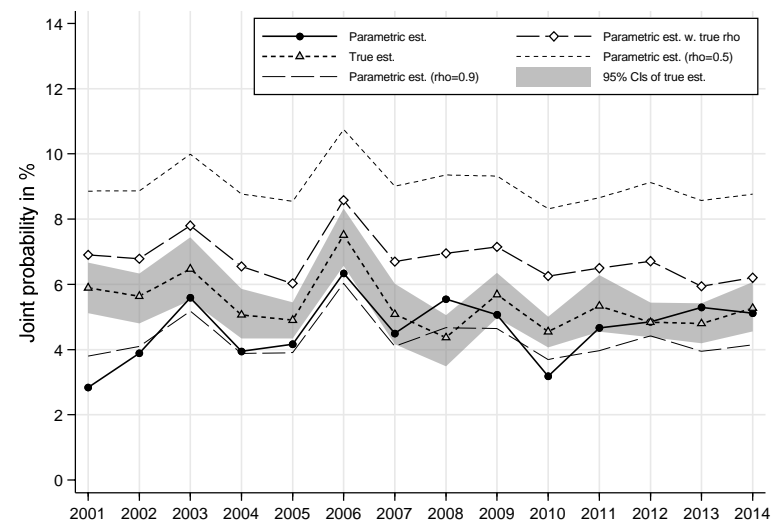 14
12
10
8
6
4
2
0
Joint probability in %
Parametric est.
Parametric est. w. true rho
True est.
Parametric est. (rho=0.5)
Parametric est. (rho=0.9)
95% CIs of true est.
2001 2002 2003 2004 2005 2006 2007 2008 2009 2010 2011 2012 2013 2014